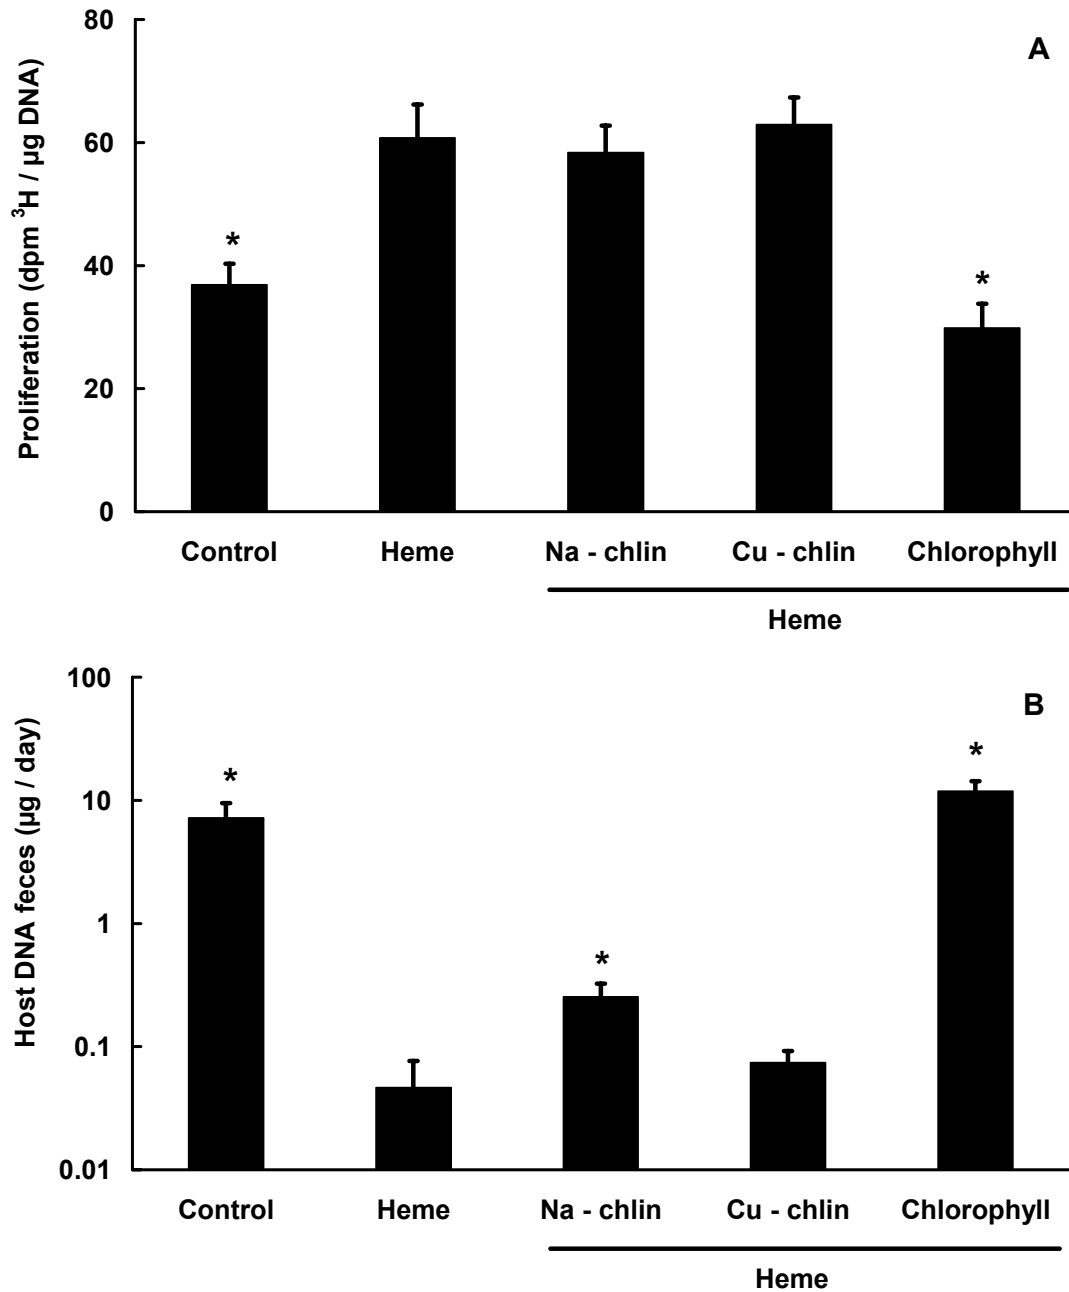 A
Proliferation (dpm ³H / µg DNA)
80
60
40
20
0
*
*
Control Heme Na - chlin Cu - chlin Chlorophyll
Heme
B
Host DNA feces (µg / day)
100
10
1
0.1
0.01
*
*
*
Control Heme Na - chlin Cu - chlin Chlorophyll
Heme